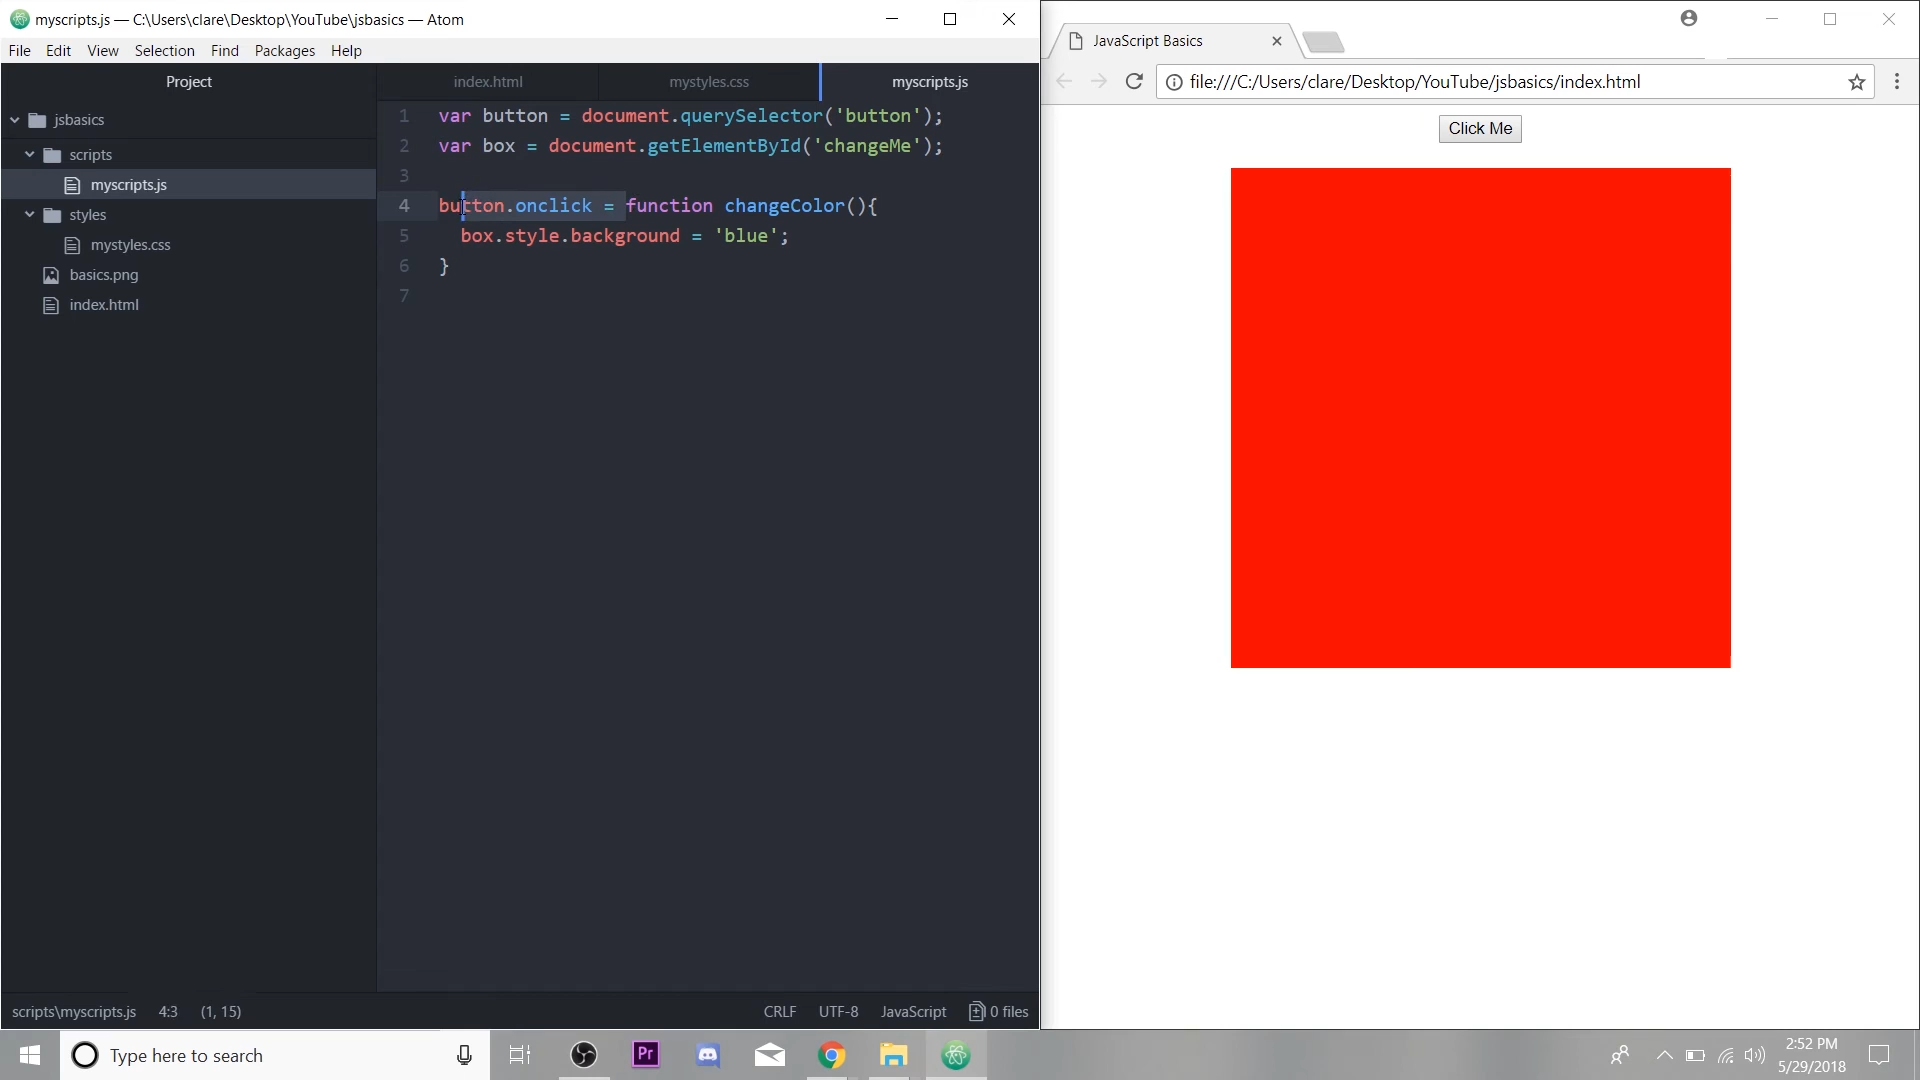 myscripts.js — C:\Users\clare\Desktop\YouTube\jsbasics — Atom
File Edit View Selection Find Packages Help
Project
jsbasics
scripts
myscripts.js
styles
mystyles.css
basics.png
index.html
index.html mystyles.css myscripts.js
1 var button = document.querySelector('button');
2 var box = document.getElementById('changeMe');
3
4 button.onclick = function changeColor(){
5 box.style.background = 'blue';
6 }
7
scripts\myscripts.js 4:3 (1, 15) CRLF UTF-8 JavaScript 0 files
JavaScript Basics
file:///C:/Users/clare/Desktop/YouTube/jsbasics/index.html
Click Me
Type here to search
Pr
2:52 PM
5/29/2018